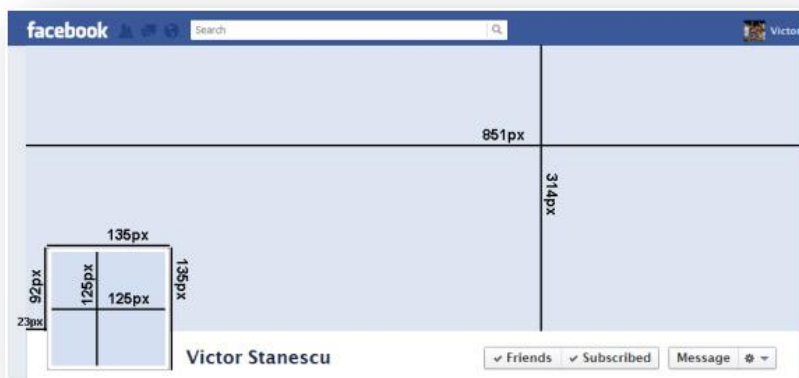 facebook Search Victor
851px
314px
135px
92px 125px 135px
125px
23px
Victor Stanescu ✓ Friends ✓ Subscribed Message